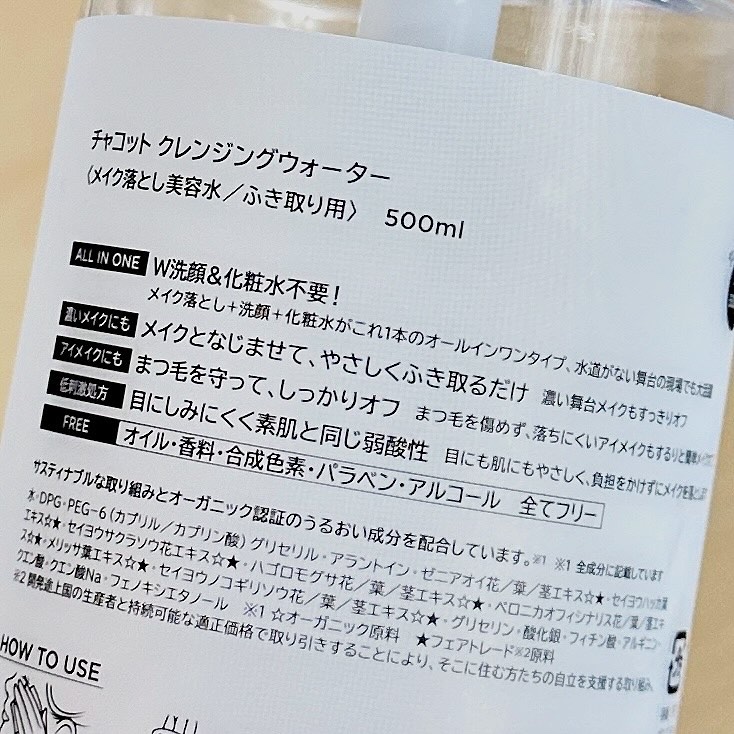 チャコット クレンジングウォーター
〈メイク落とし美容水／ふき取り用〉 500ml
ALL IN ONE W洗顔&化粧水不要！
メイク落とし＋洗顔＋化粧水がこれ1本のオールインワンタイプ、水道がない舞台の現場でも大活躍
濃いメイクにも メイクとなじませて、やさしくふき取るだけ 濃い舞台メイクもすっきりオフ
アイメイクにも まつ毛を守って、しっかりオフ まつ毛を傷めず、落ちにくいアイメイクもするりと
低刺激処方 目にしみにくく素肌と同じ弱酸性 目にも肌にもやさしく、負担をかけずにメイクを
FREE オイル・香料・合成色素・パラベン・アルコール 全てフリー
サスティナブルな取り組みとオーガニック認証のうるおい成分を配合しています。※1 ※1 全成分に記載しています
水・DPG・PEG-6（カプリル／カプリン酸）グリセリル・アラントイン・ゼニアオイ花／葉／茎エキス☆★・セイヨウハッカ葉
エキス☆★・セイヨウサクラソウ花エキス☆★・ハゴロモグサ花／葉／茎エキス☆★・ベロニカオフィシナリス花／葉／茎エキ
ス☆★・メリッサ葉エキス☆★・セイヨウノコギリソウ花／葉／茎エキス☆★・グリセリン・酸化銀・フィチン酸・アルギニン・
クエン酸・クエン酸Na・フェノキシエタノール ※1 ☆オーガニック原料 ★フェアトレード※2原料
※2 開発途上国の生産者と持続可能な適正価格で取り引きすることにより、そこに住む方たちの自立を支援する取り組み。
HOW TO USE